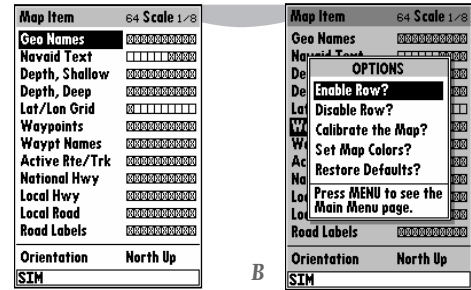 Map Item 64 Scale 1/8
Geo Names
Navaid Text
Depth, Shallow
Depth, Deep
Lat/Lon Grid
Waypoints
Waypt Names
Active Rte/Trk
National Hwy
Local Hwy
Local Road
Road Labels
Orientation North Up
SIM
B
Map Item 64 Scale 1/8
Geo Names
Navaid Text
OPTIONS
Enable Row?
Disable Row?
Calibrate the Map?
Set Map Colors?
Restore Defaults?
Press MENU to see the
Main Menu page.
Road Labels
Orientation North Up
SIM